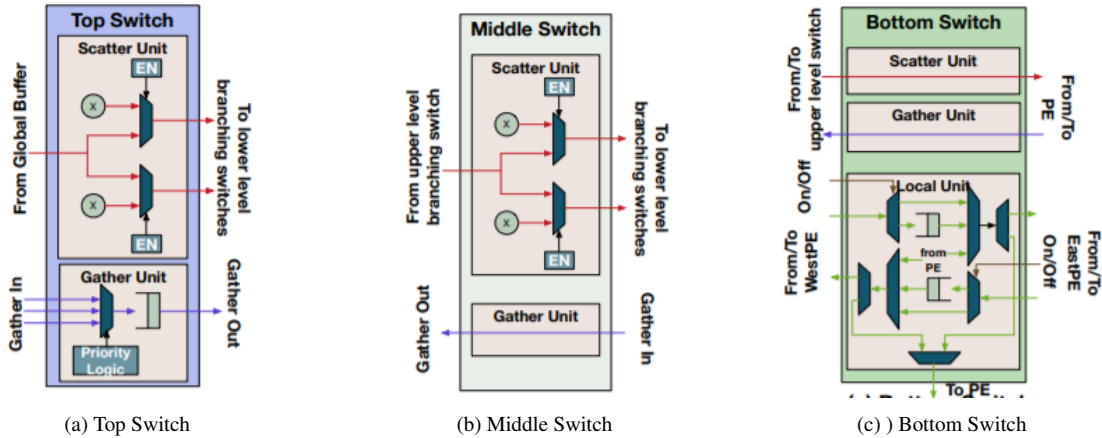 Top Switch
Scatter Unit
EN
X
X
EN
From Global Buffer
To lower level
branching switches
Gather Unit
Gather In
Priority
Logic
Gather Out
(a) Top Switch
Middle Switch
Scatter Unit
EN
X
X
EN
From upper level
branching switch
To lower level
branching switches
Gather Unit
Gather Out
Gather In
(b) Middle Switch
Bottom Switch
Scatter Unit
Gather Unit
From/To
upper level switch
From/To
PE
Local Unit
On/Off
from
PE
From/To
WestPE
From/To
EastPE
On/Off
To PE
(c) ) Bottom Switch